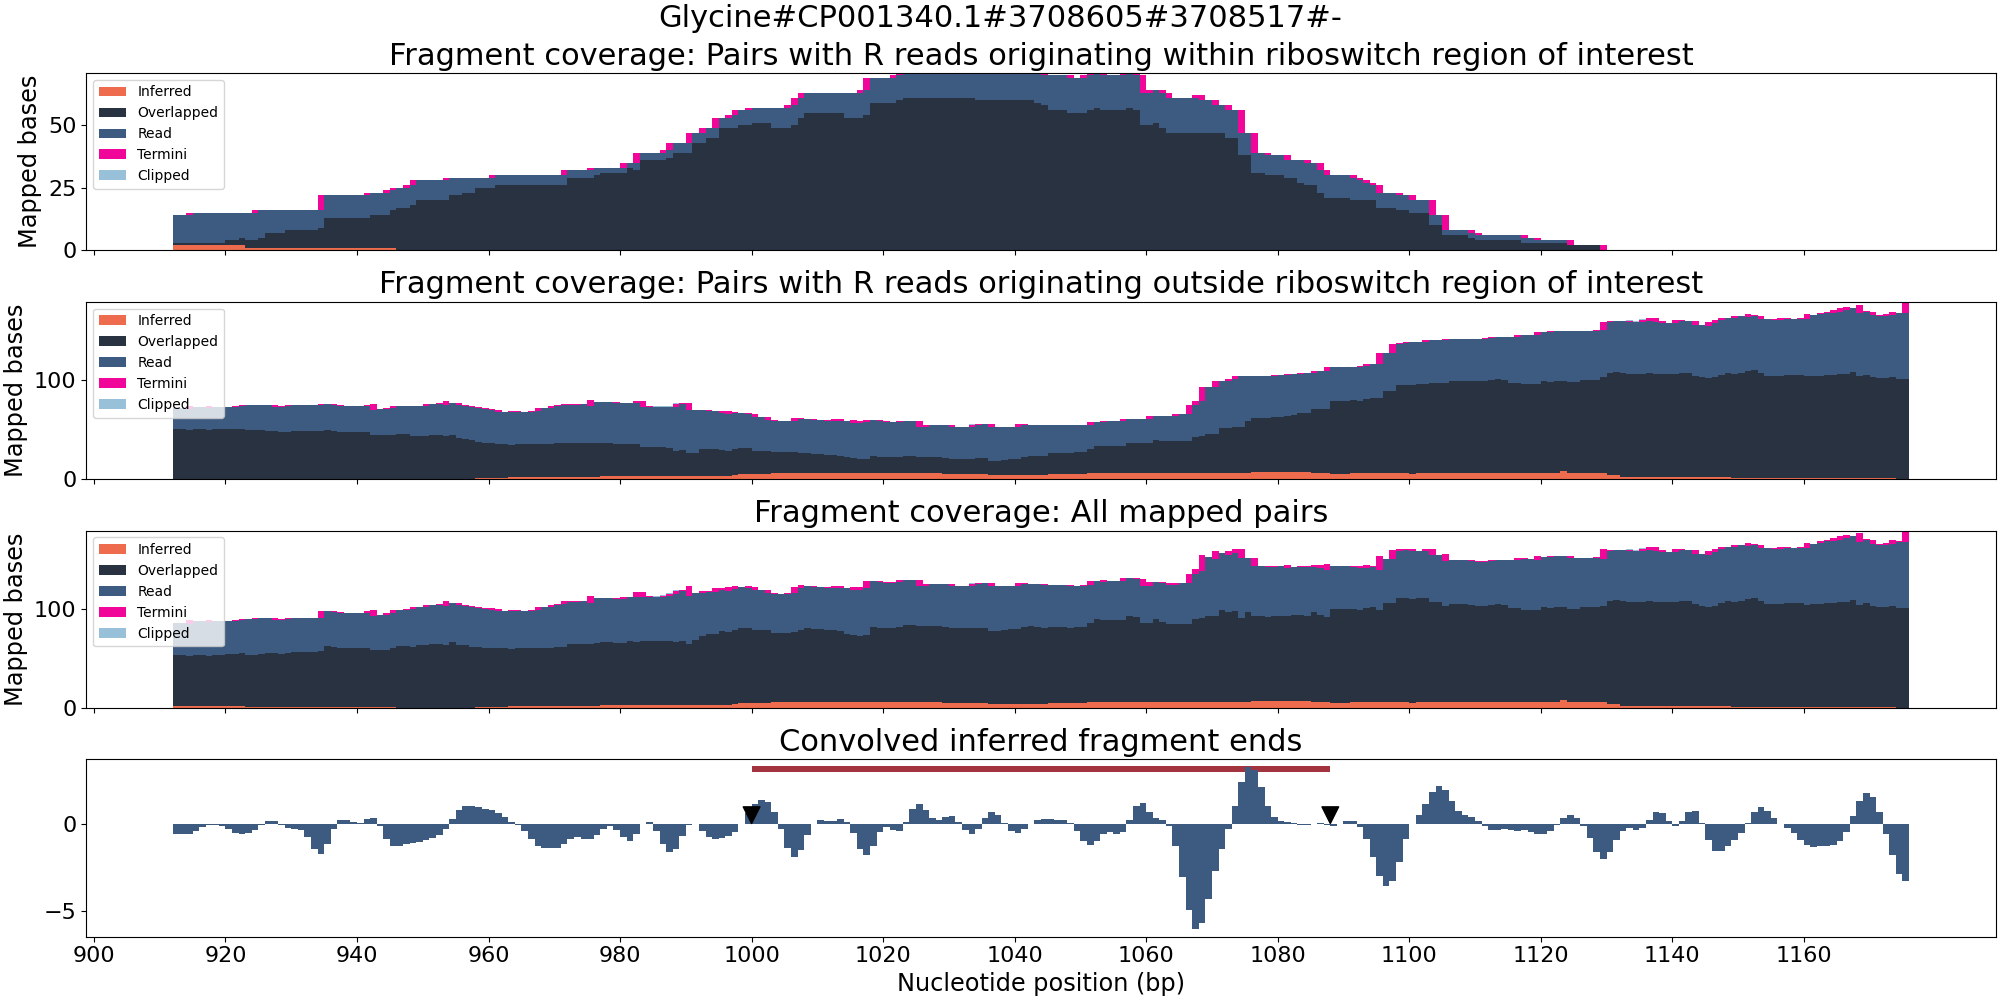 Glycine#CP001340.1#3708605#3708517#-
Fragment coverage: Pairs with R reads originating within riboswitch region of interest
Mapped bases
50
25
0
Inferred
Overlapped
Read
Termini
Clipped
Fragment coverage: Pairs with R reads originating outside riboswitch region of interest
Mapped bases
100
0
Inferred
Overlapped
Read
Termini
Clipped
Fragment coverage: All mapped pairs
Mapped bases
100
0
Inferred
Overlapped
Read
Termini
Clipped
Convolved inferred fragment ends
0
−5
900 920 940 960 980 1000 1020 1040 1060 1080 1100 1120 1140 1160
Nucleotide position (bp)